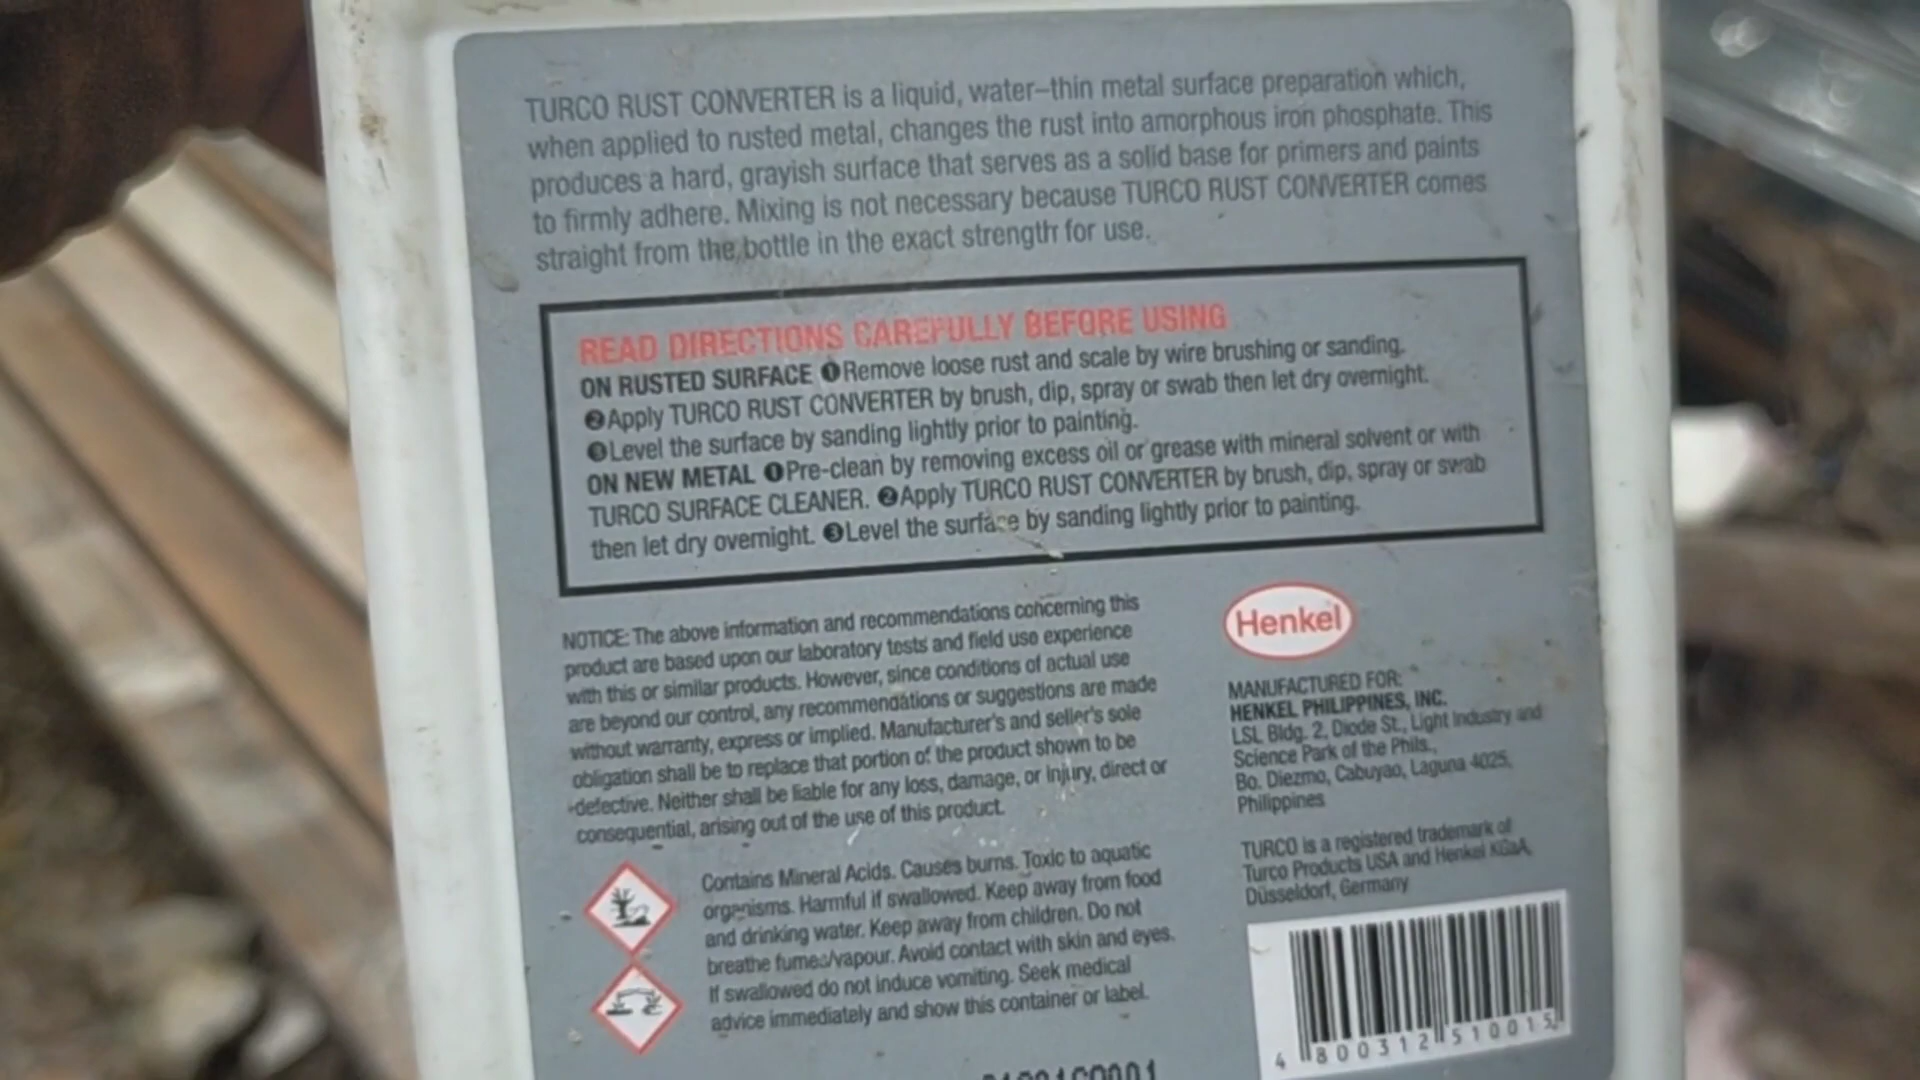 TURCO RUST CONVERTER is a liquid, water-thin metal surface preparation which,
when applied to rusted metal, changes the rust into amorphous iron phosphate. This
produces a hard, grayish surface that serves as a solid base for primers and paints
to firmly adhere. Mixing is not necessary because TURCO RUST CONVERTER comes
straight from the bottle in the exact strength for use.
READ DIRECTIONS CAREFULLY BEFORE USING
ON RUSTED SURFACE ❶Remove loose rust and scale by wire brushing or sanding.
❷Apply TURCO RUST CONVERTER by brush, dip, spray or swab then let dry overnight.
❸Level the surface by sanding lightly prior to painting.
ON NEW METAL ❶Pre-clean by removing excess oil or grease with mineral solvent or with
TURCO SURFACE CLEANER. ❷Apply TURCO RUST CONVERTER by brush, dip, spray or swab
then let dry overnight. ❸Level the surface by sanding lightly prior to painting.
NOTICE: The above information and recommendations concerning this
product are based upon our laboratory tests and field use experience
with this or similar products. However, since conditions of actual use
are beyond our control, any recommendations or suggestions are made
without warranty, express or implied. Manufacturer's and seller's sole
obligation shall be to replace that portion of the product shown to be
defective. Neither shall be liable for any loss, damage, or injury, direct or
consequential, arising out of the use of this product.
Contains Mineral Acids. Causes burns. Toxic to aquatic
organisms. Harmful if swallowed. Keep away from food
and drinking water. Keep away from children. Do not
breathe fumes/vapour. Avoid contact with skin and eyes.
If swallowed do not induce vomiting. Seek medical
advice immediately and show this container or label.
Henkel
MANUFACTURED FOR:
HENKEL PHILIPPINES, INC.
LSL Bldg. 2, Diode St., Light Industry and
Science Park of the Phils.,
Bo. Diezmo, Cabuyao, Laguna 4025,
Philippines
TURCO is a registered trademark of
Turco Products USA and Henkel KGaA,
Düsseldorf, Germany
4 800312 510015